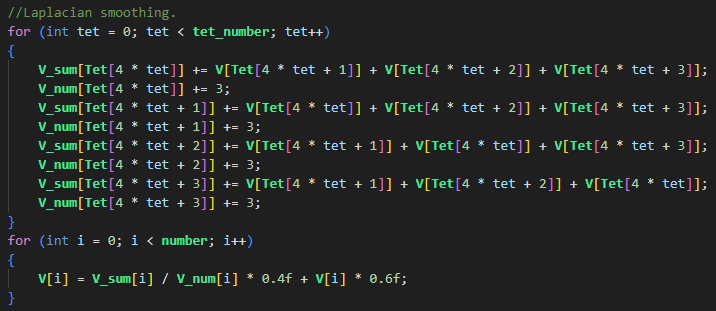 //Laplacian smoothing.
for (int tet = 0; tet < tet_number; tet++)
{
    V_sum[Tet[4 * tet]] += V[Tet[4 * tet + 1]] + V[Tet[4 * tet + 2]] + V[Tet[4 * tet + 3]];
    V_num[Tet[4 * tet]] += 3;
    V_sum[Tet[4 * tet + 1]] += V[Tet[4 * tet]] + V[Tet[4 * tet + 2]] + V[Tet[4 * tet + 3]];
    V_num[Tet[4 * tet + 1]] += 3;
    V_sum[Tet[4 * tet + 2]] += V[Tet[4 * tet + 1]] + V[Tet[4 * tet]] + V[Tet[4 * tet + 3]];
    V_num[Tet[4 * tet + 2]] += 3;
    V_sum[Tet[4 * tet + 3]] += V[Tet[4 * tet + 1]] + V[Tet[4 * tet + 2]] + V[Tet[4 * tet]];
    V_num[Tet[4 * tet + 3]] += 3;
}
for (int i = 0; i < number; i++)
{
    V[i] = V_sum[i] / V_num[i] * 0.4f + V[i] * 0.6f;
}